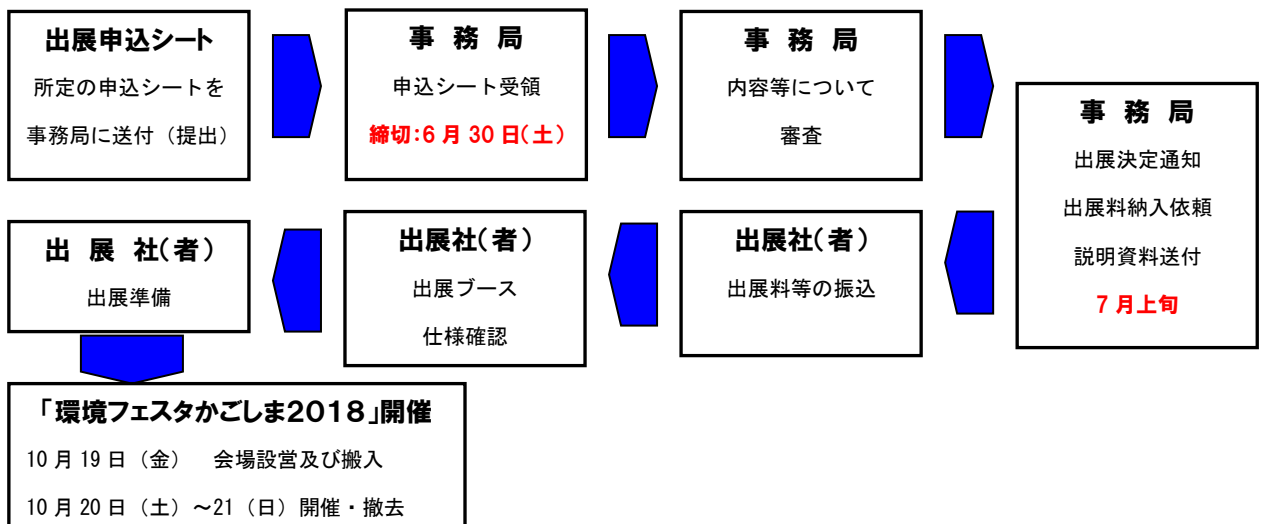 出展申込シート
所定の申込シートを
事務局に送付（提出）
事 務 局
申込シート受領
締切：6 月 30 日（土）
事 務 局
内容等について
審査
事 務 局
出展決定通知
出展料納入依頼
説明資料送付
7 月上旬
出展社（者）
出展料等の振込
出展社（者）
出展ブース
仕様確認
出 展 社（者）
出展準備
「環境フェスタかごしま２０１８」開催
10 月 19 日（金） 会場設営及び搬入
10 月 20 日（土）～21（日）開催・撤去